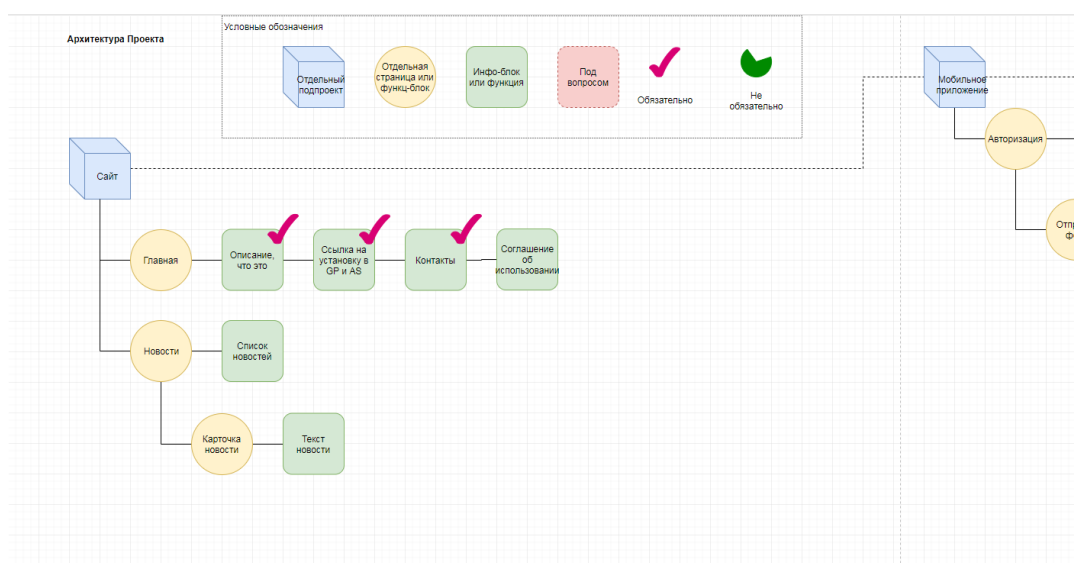 Архитектура Проекта
Условные обозначения
Отдельный
подпроект
Отдельная
страница или
функц-блок
Инфо-блок
или функция
Под
вопросом
Обязательно
Не
обязательно
Мобильное
приложение
Авторизация
Сайт
Главная
Описание,
что это
Ссылка на
установку в
GP и AS
Контакты
Соглашение
об
использовании
Новости
Список
новостей
Карточка
новости
Текст
новости